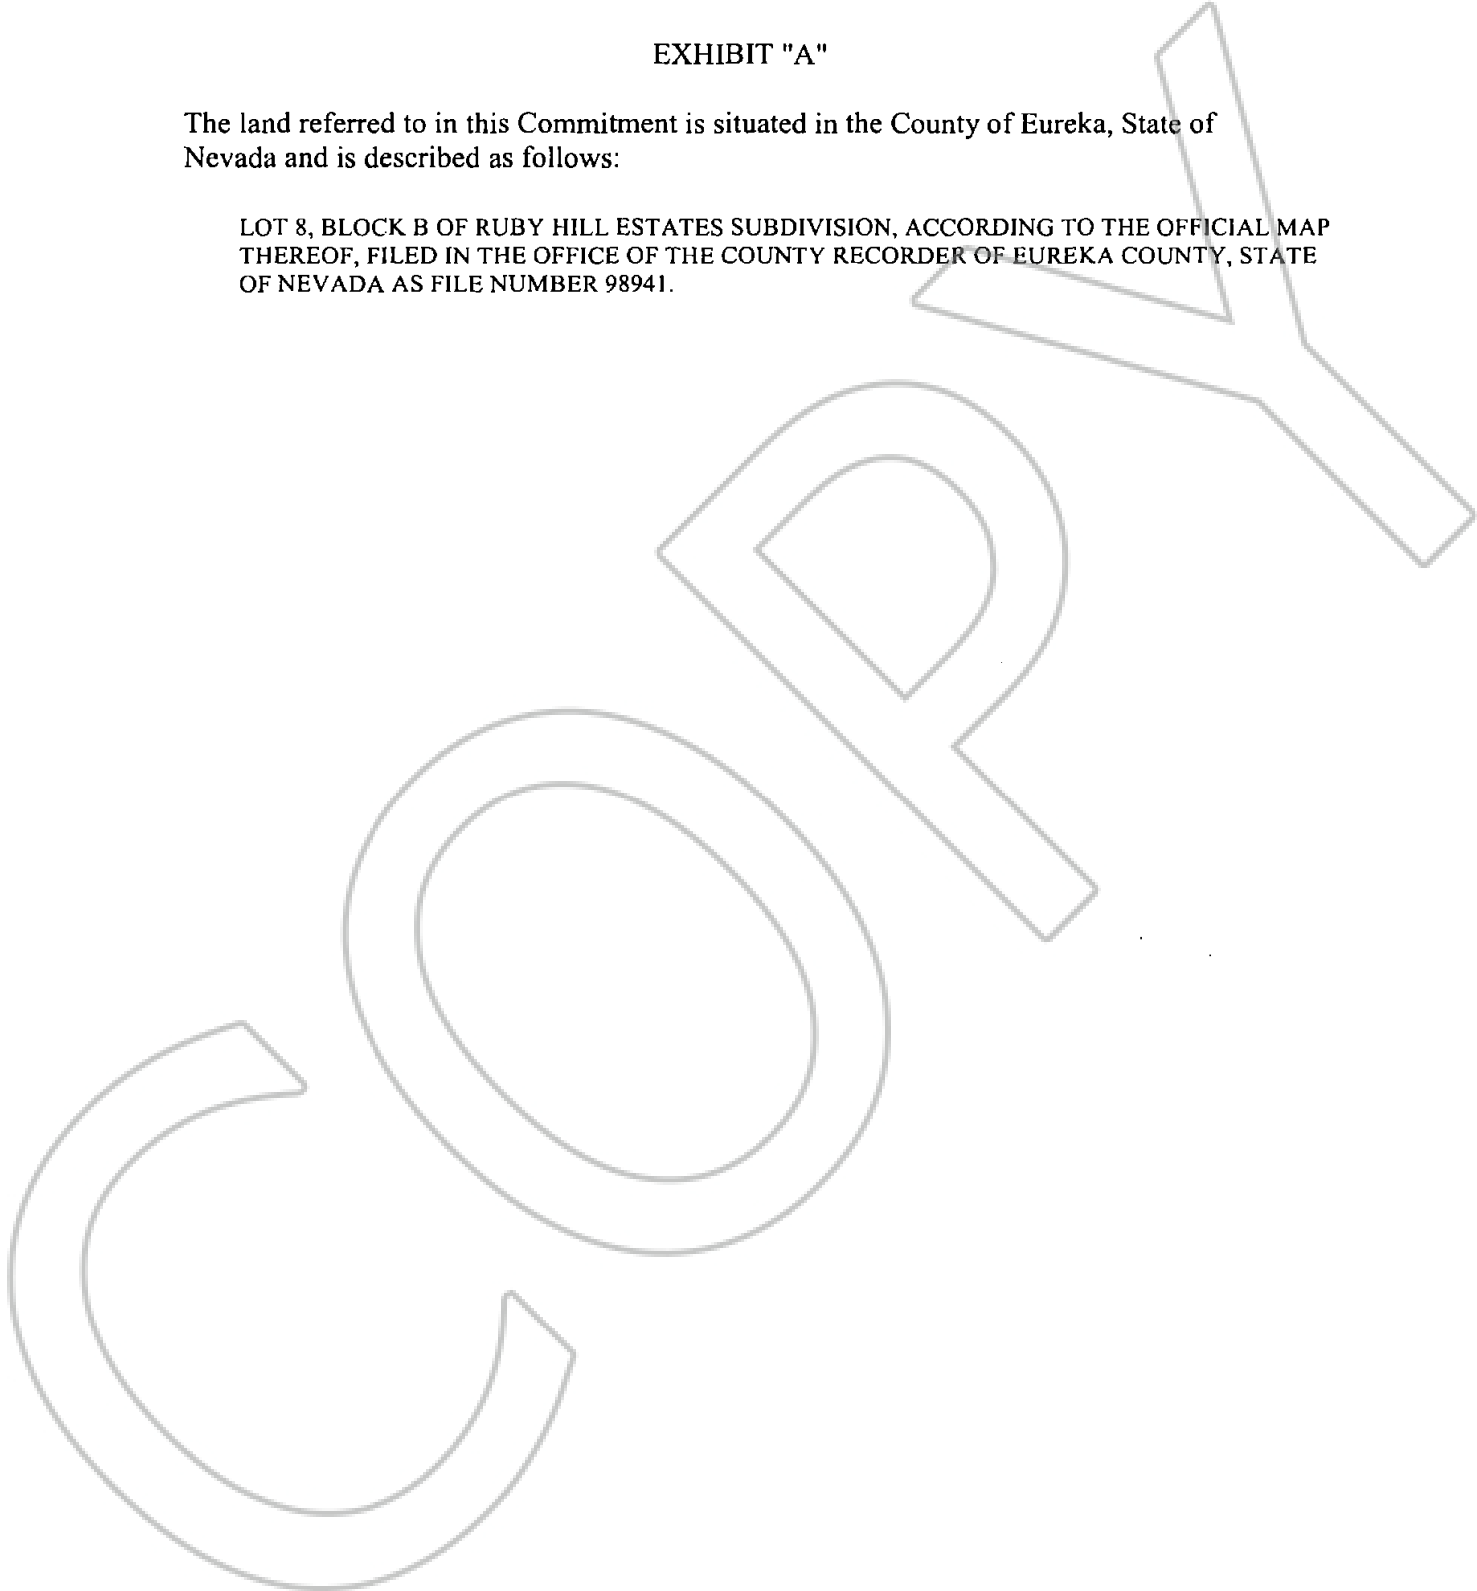 EXHIBIT "A"
The land referred to in this Commitment is situated in the County of Eureka, State of
Nevada and is described as follows:
LOT 8, BLOCK B OF RUBY HILL ESTATES SUBDIVISION, ACCORDING TO THE OFFICIAL MAP
THEREOF, FILED IN THE OFFICE OF THE COUNTY RECORDER OF EUREKA COUNTY, STATE
OF NEVADA AS FILE NUMBER 98941.
COPY